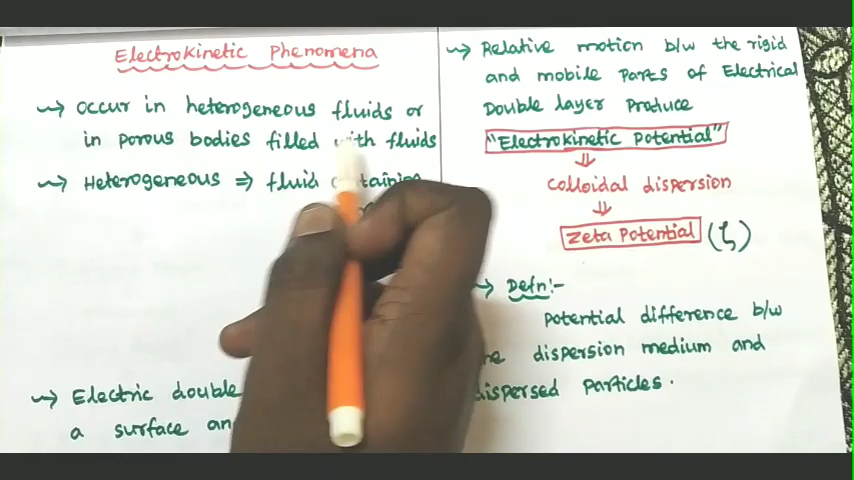 Electrokinetic Phenomena
→ occur in heterogeneous fluids or
in porous bodies filled with fluids
→ Heterogeneous ⇒ fluid containing
→ Electric double
a surface an
→ Relative motion b/w the rigid
and mobile parts of Electrical
Double layer produce
"Electrokinetic potential"
⇓
colloidal dispersion
⇓
Zeta Potential (ζ)
→ Defn:-
Potential difference b/w
dispersion medium and
dispersed particles.